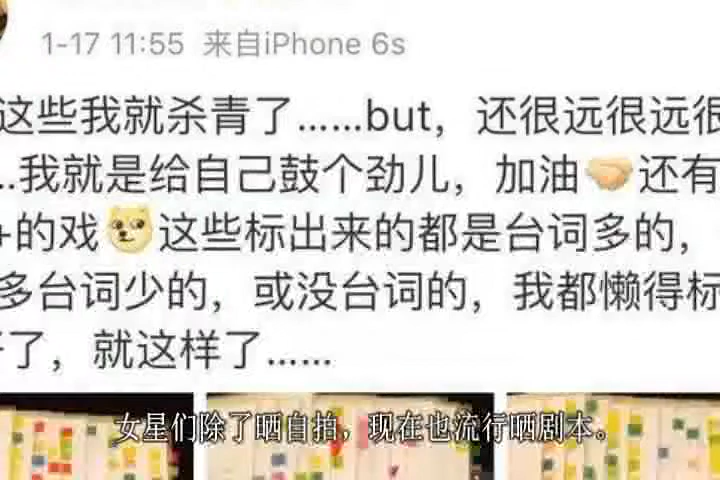 1-17 11:55 来自iPhone 6s
这些我就杀青了……but，还很远很远很
..我就是给自己鼓个劲儿，加油🤝还有
+的戏 这些标出来的都是台词多的，
多台词少的，或没台词的，我都懒得标
了，就这样了……
女星们除了晒自拍，现在也流行晒剧本。